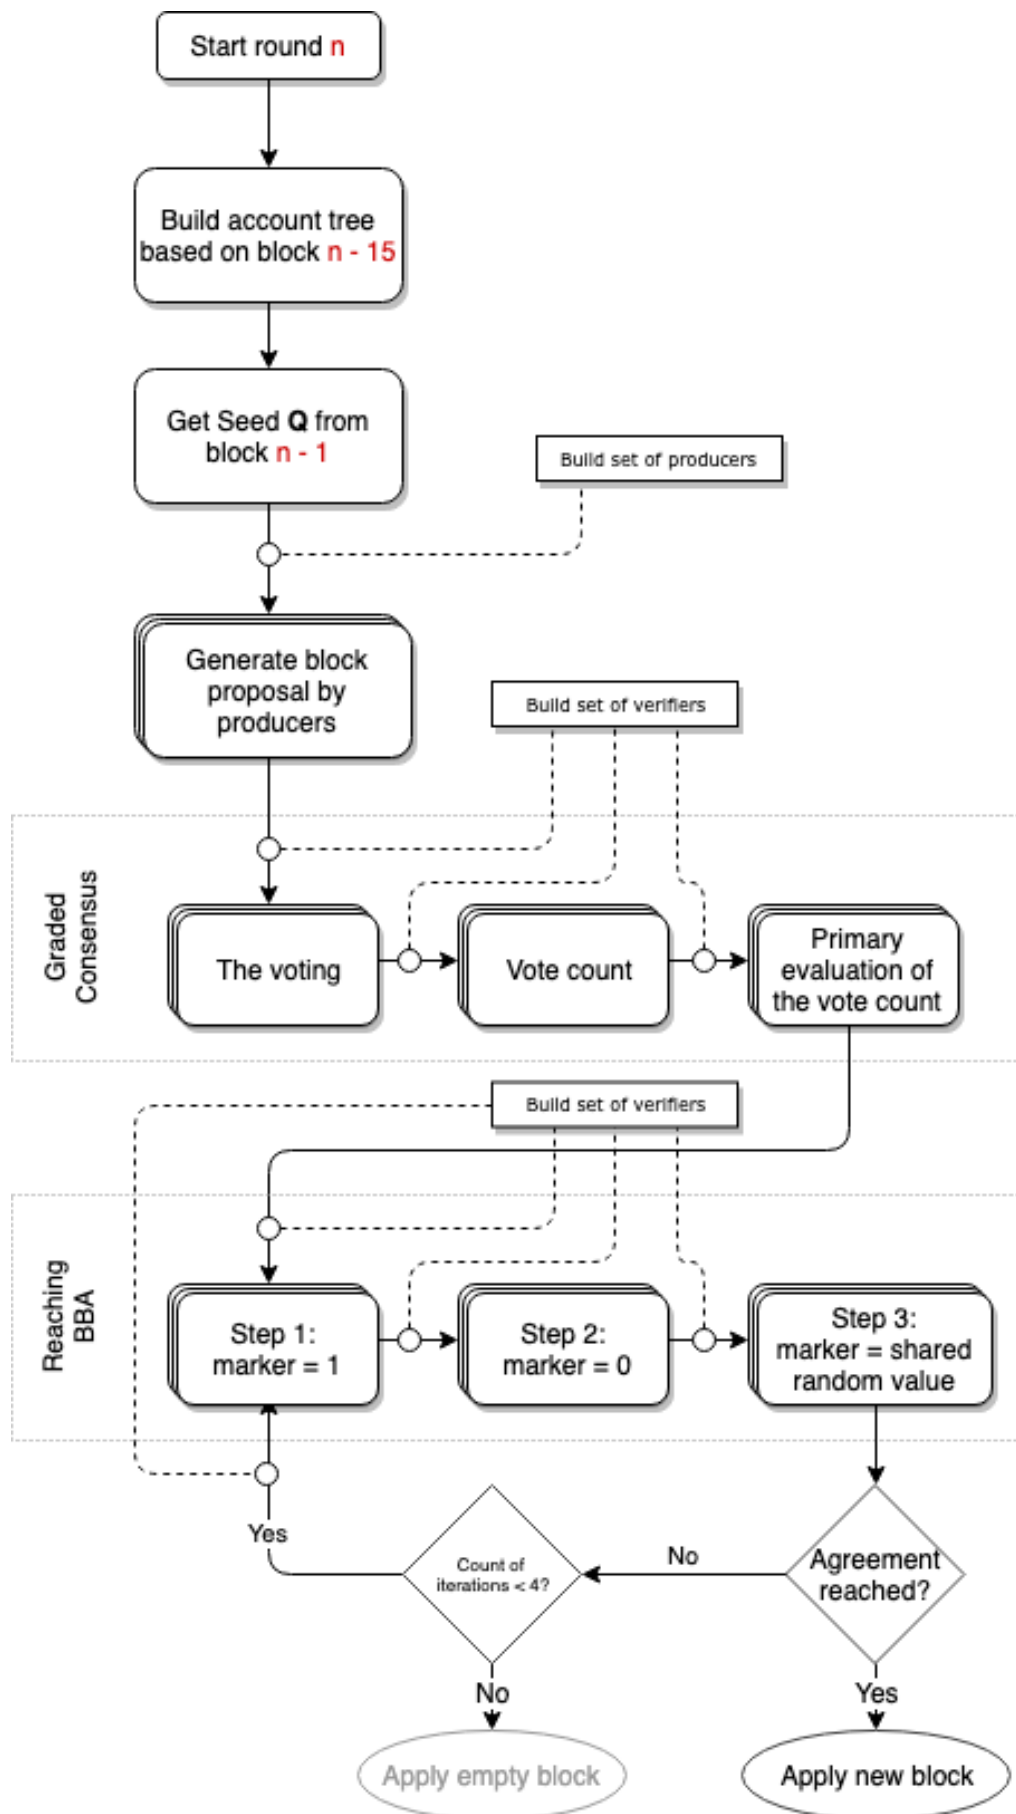 Start round n
Build account tree
based on block n - 15
Get Seed Q from
block n - 1
Build set of producers
Generate block
proposal by
producers
Build set of verifiers
Graded
Consensus
The voting
Vote count
Primary
evaluation of
the vote count
Build set of verifiers
Reaching
BBA
Step 1:
marker = 1
Step 2:
marker = 0
Step 3:
marker = shared
random value
Yes
Count of
iterations < 4?
No
Agreement
reached?
No
Yes
Apply empty block
Apply new block